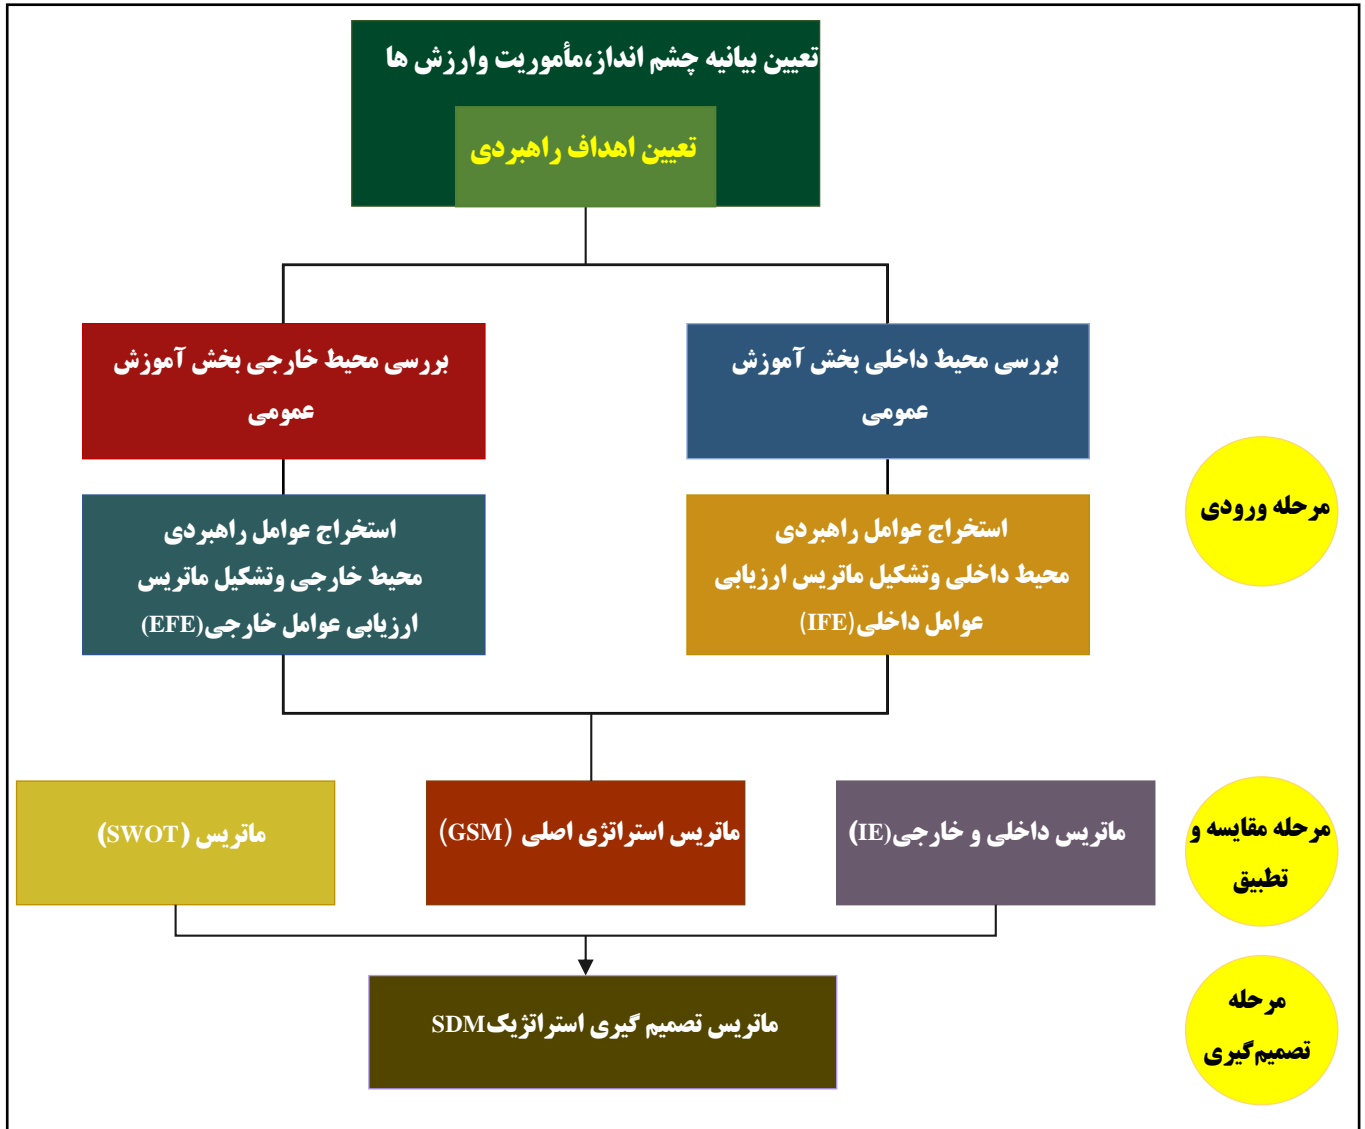 تعیین بیانیه چشم انداز،مأموریت وارزش ها
تعیین اهداف راهبردی
بررسی محیط داخلی بخش آموزش
عمومی
بررسی محیط خارجی بخش آموزش
عمومی
مرحله ورودی
استخراج عوامل راهبردی
محیط داخلی وتشکیل ماتریس ارزیابی
عوامل داخلی(IFE)
استخراج عوامل راهبردی
محیط خارجی وتشکیل ماتریس
ارزیابی عوامل خارجی(EFE)
مرحله مقایسه و
تطبیق
ماتریس داخلی و خارجی(IE)
ماتریس استراتژی اصلی (GSM)
ماتریس (SWOT)
مرحله
تصمیم‌گیری
ماتریس تصمیم گیری استراتژیکSDM